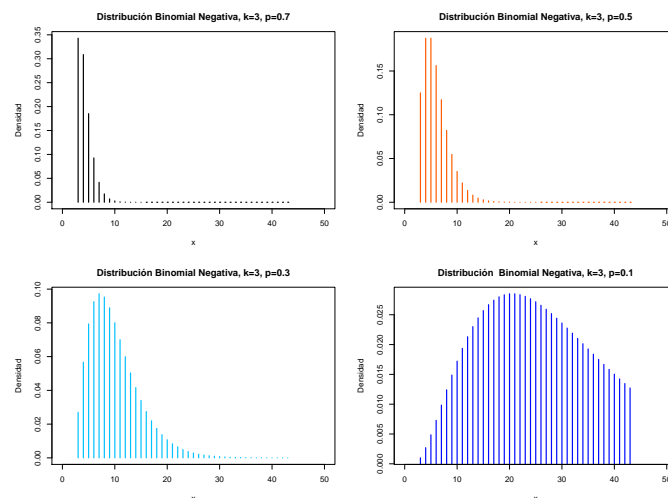 Distribución Binomial Negativa, k=3, p=0.7
Densidad
0.00 0.05 0.10 0.15 0.20 0.25 0.30 0.35
0 10 20 30 40 50
x
Distribución Binomial Negativa, k=3, p=0.5
Densidad
0.00 0.05 0.10 0.15
0 10 20 30 40 50
x
Distribución Binomial Negativa, k=3, p=0.3
Densidad
0.00 0.02 0.04 0.06 0.08 0.10
0 10 20 30 40 50
x
Distribución Binomial Negativa, k=3, p=0.1
Densidad
0.000 0.005 0.010 0.015 0.020 0.025
0 10 20 30 40 50
x